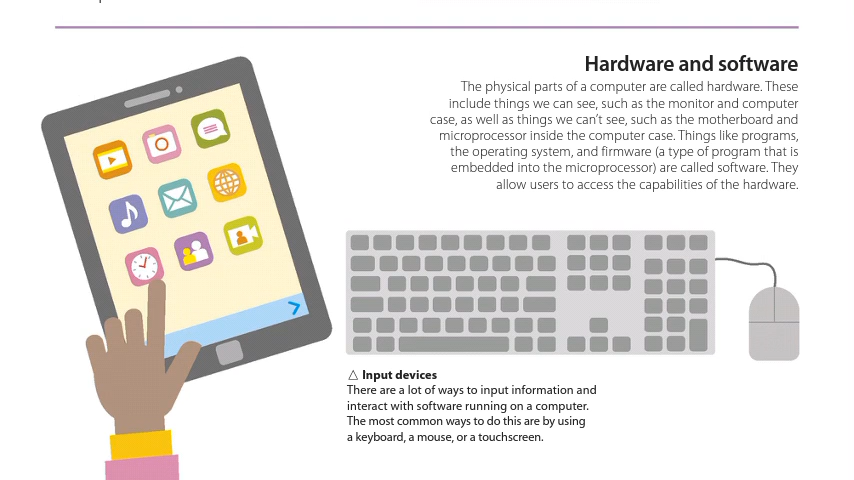 Hardware and software
The physical parts of a computer are called hardware. These
include things we can see, such as the monitor and computer
case, as well as things we can't see, such as the motherboard and
microprocessor inside the computer case. Things like programs,
the operating system, and firmware (a type of program that is
embedded into the microprocessor) are called software. They
allow users to access the capabilities of the hardware.
△ Input devices
There are a lot of ways to input information and
interact with software running on a computer.
The most common ways to do this are by using
a keyboard, a mouse, or a touchscreen.